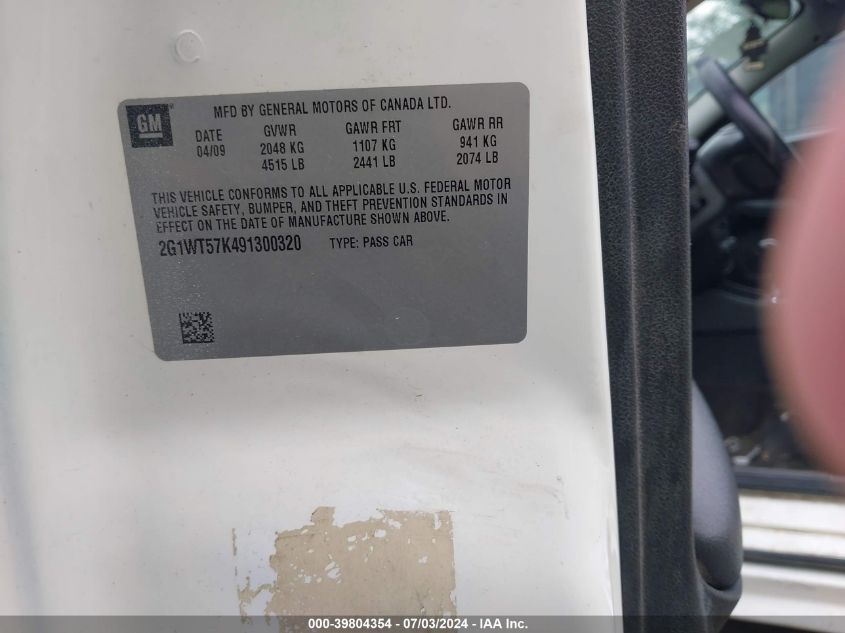 MFD BY GENERAL MOTORS OF CANADA LTD.
GM
DATE GVWR GAWR FRT GAWR RR
04/09 2048 KG 1107 KG 941 KG
4515 LB 2441 LB 2074 LB
THIS VEHICLE CONFORMS TO ALL APPLICABLE U.S. FEDERAL MOTOR
VEHICLE SAFETY, BUMPER, AND THEFT PREVENTION STANDARDS IN
EFFECT ON THE DATE OF MANUFACTURE SHOWN ABOVE.
2G1WT57K491300320 TYPE: PASS CAR
000-39804354 / 07/03/2024 - IAA Inc.